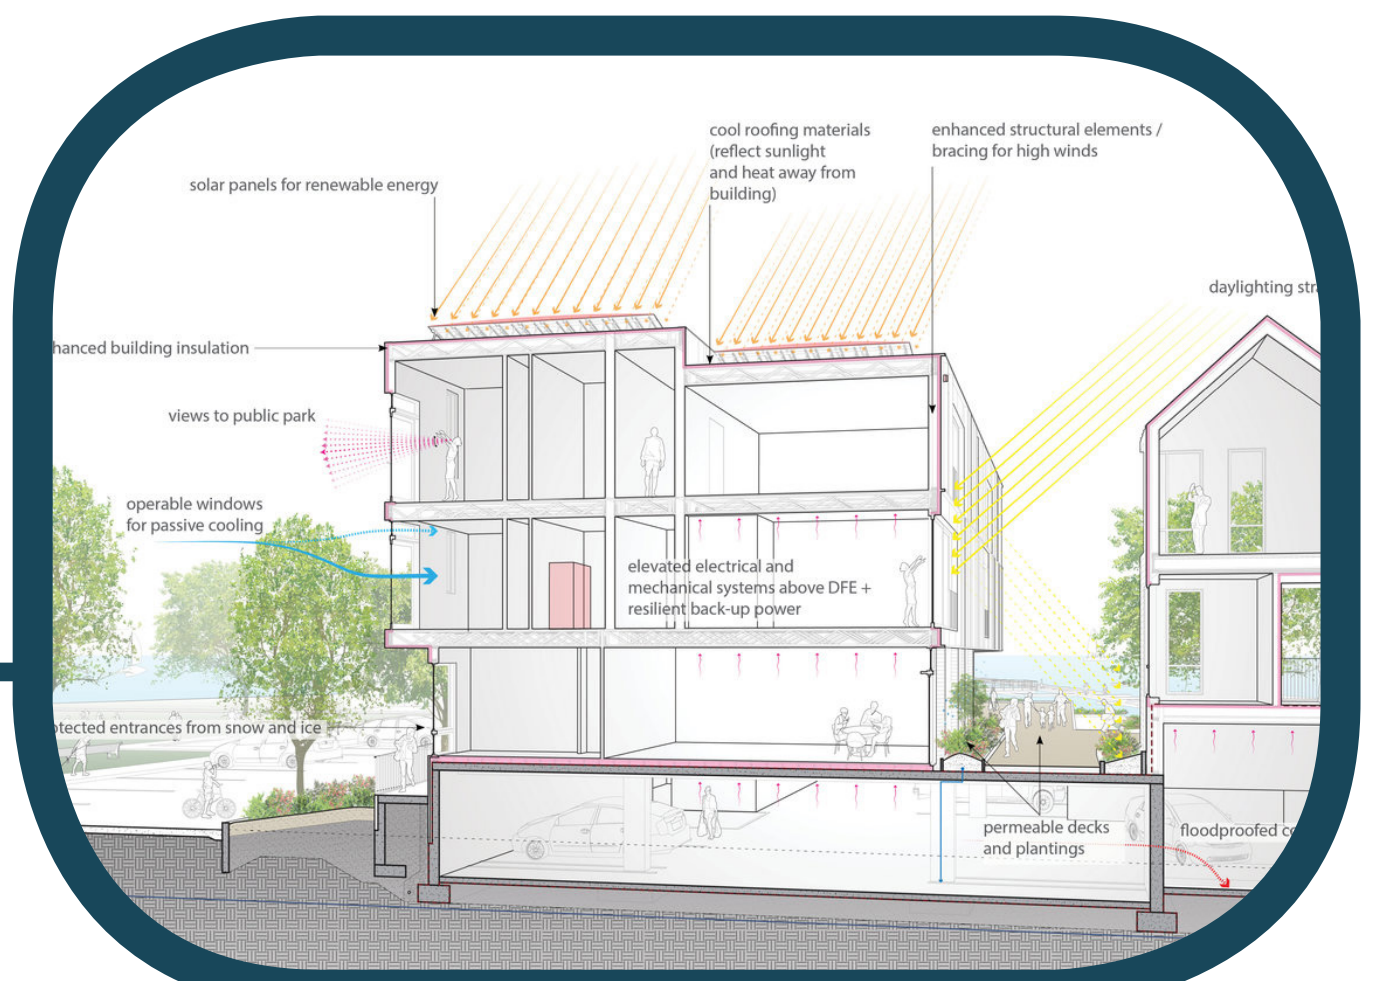 cool roofing materials
(reflect sunlight
and heat away from
building)
enhanced structural elements /
bracing for high winds
solar panels for renewable energy
daylighting
building insulation
views to public park
operable windows
for passive cooling
elevated electrical and
mechanical systems above DFE +
resilient back-up power
entrances from snow and ice
permeable decks
and plantings
floodproofed